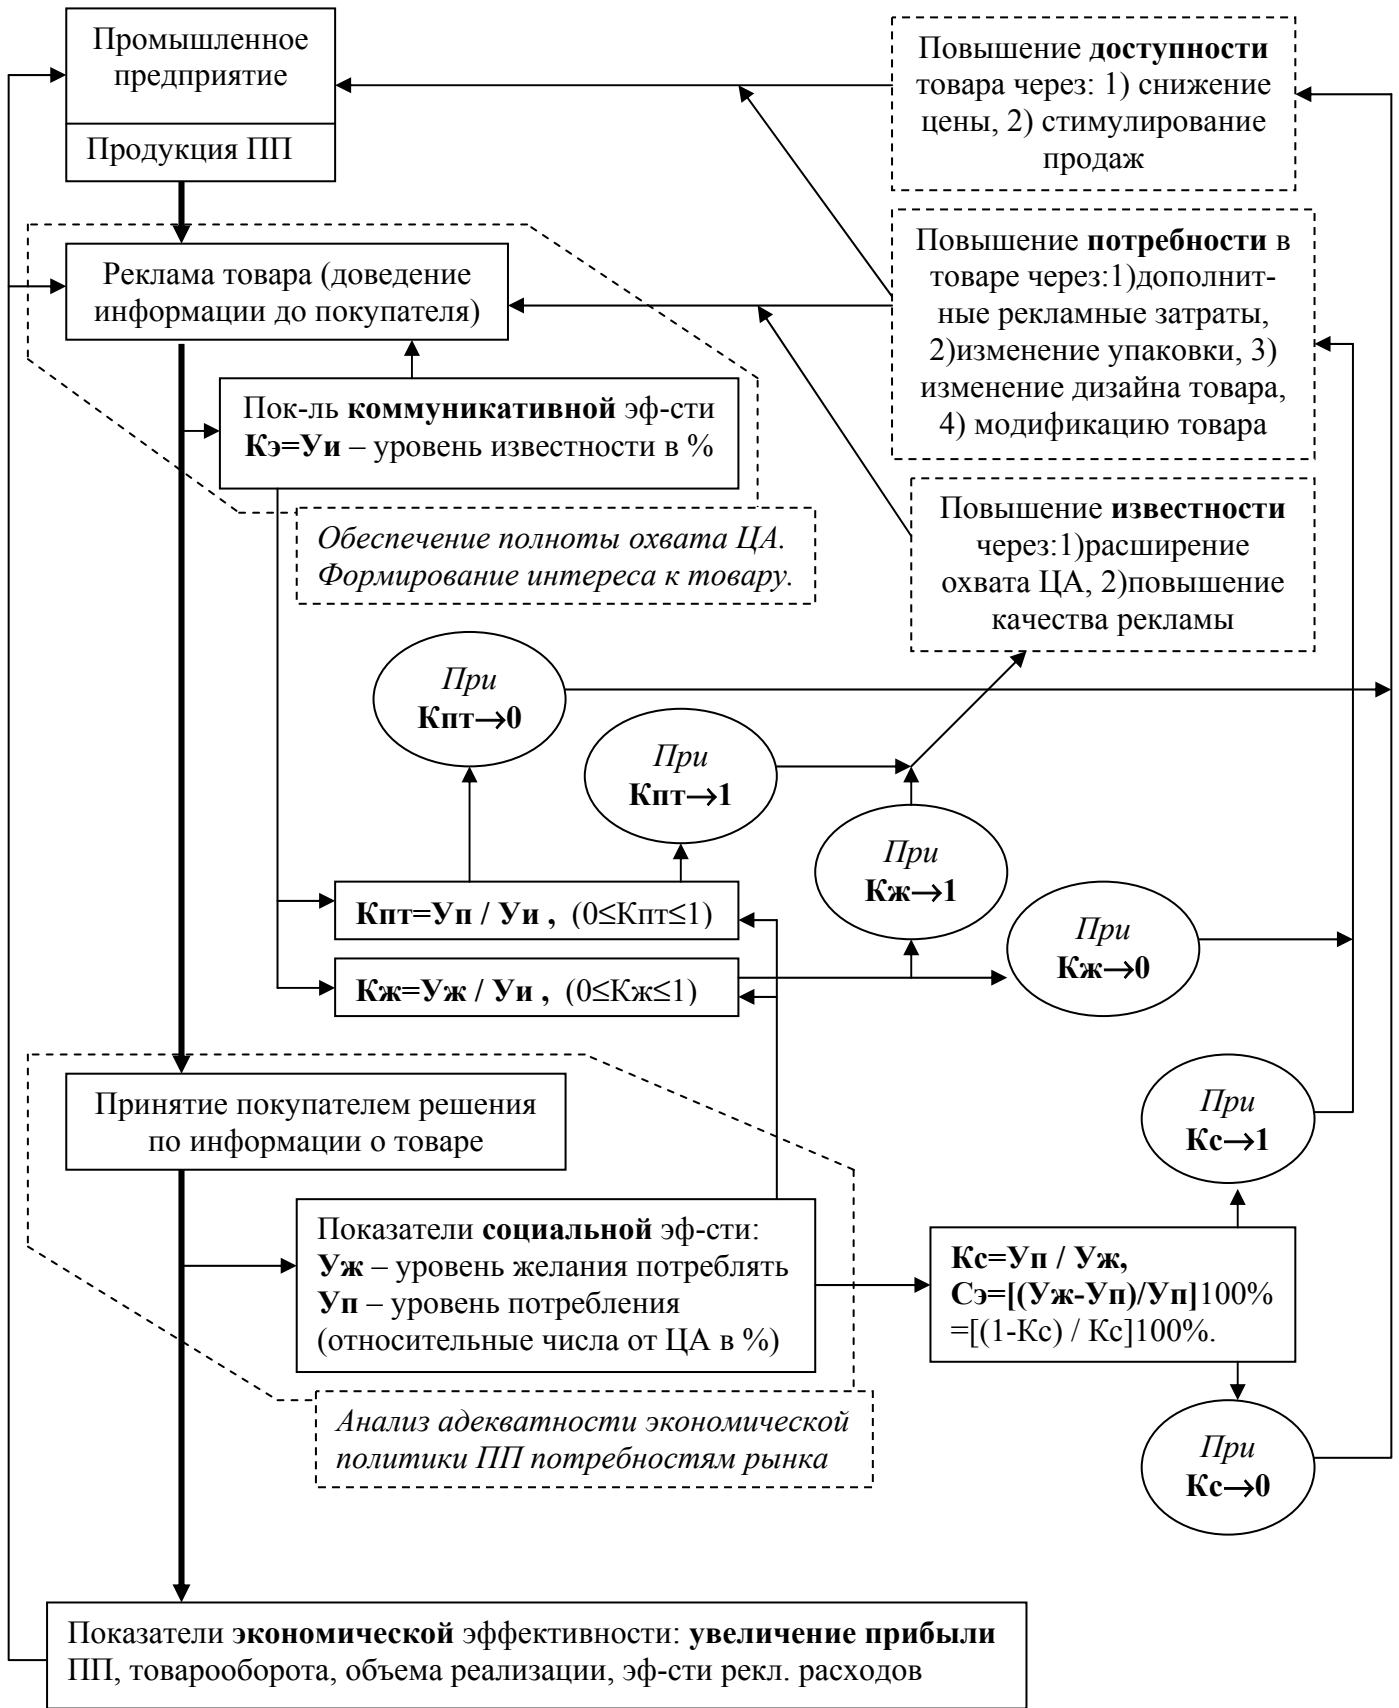 Промышленное
предприятие
Продукция ПП
Повышение доступности
товара через: 1) снижение
цены, 2) стимулирование
продаж
Реклама товара (доведение
информации до покупателя)
Повышение потребности в
товаре через:1)дополнит-
ные рекламные затраты,
2)изменение упаковки, 3)
изменение дизайна товара,
4) модификацию товара
Пок-ль коммуникативной эф-сти
Кэ=Уи – уровень известности в %
Обеспечение полноты охвата ЦА.
Формирование интереса к товару.
Повышение известности
через:1)расширение
охвата ЦА, 2)повышение
качества рекламы
При
Кпт→0
При
Кпт→1
При
Кж→1
При
Кж→0
Кпт=Уп / Уи , (0≤Кпт≤1)
Кж=Уж / Уи , (0≤Кж≤1)
Принятие покупателем решения
по информации о товаре
При
Кс→1
Показатели социальной эф-сти:
Уж – уровень желания потреблять
Уп – уровень потребления
(относительные числа от ЦА в %)
Кс=Уп / Уж,
Сэ=[(Уж-Уп)/Уп]100%
=[(1-Кс) / Кс]100%.
Анализ адекватности экономической
политики ПП потребностям рынка
При
Кс→0
Показатели экономической эффективности: увеличение прибыли
ПП, товарооборота, объема реализации, эф-сти рекл. расходов